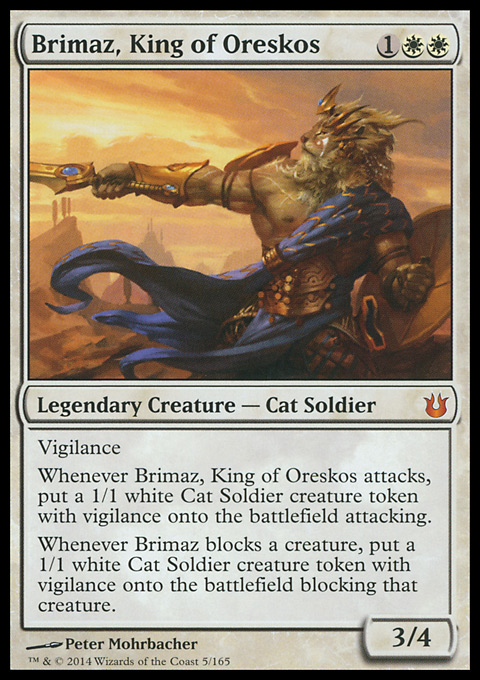 Brimaz, King of Oreskos 1
Legendary Creature — Cat Soldier
Vigilance
Whenever Brimaz, King of Oreskos attacks,
put a 1/1 white Cat Soldier creature token
with vigilance onto the battlefield attacking.
Whenever Brimaz blocks a creature, put a
1/1 white Cat Soldier creature token with
vigilance onto the battlefield blocking that
creature.
3/4
Peter Mohrbacher
™ & © 2014 Wizards of the Coast 5/165